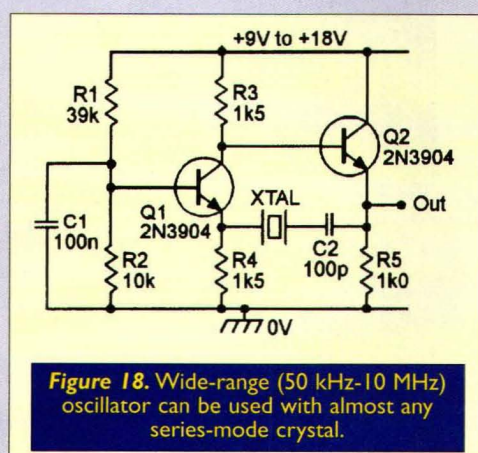 +9V to +18V
R1
39k
R3
1k5
Q2
2N3904
XTAL
Out
C1
100n
Q1
2N3904
R2
10k
R4
1k5
C2
100p
R5
1k0
0V
Figure 18. Wide-range (50 kHz-10 MHz)
oscillator can be used with almost any
series-mode crystal.